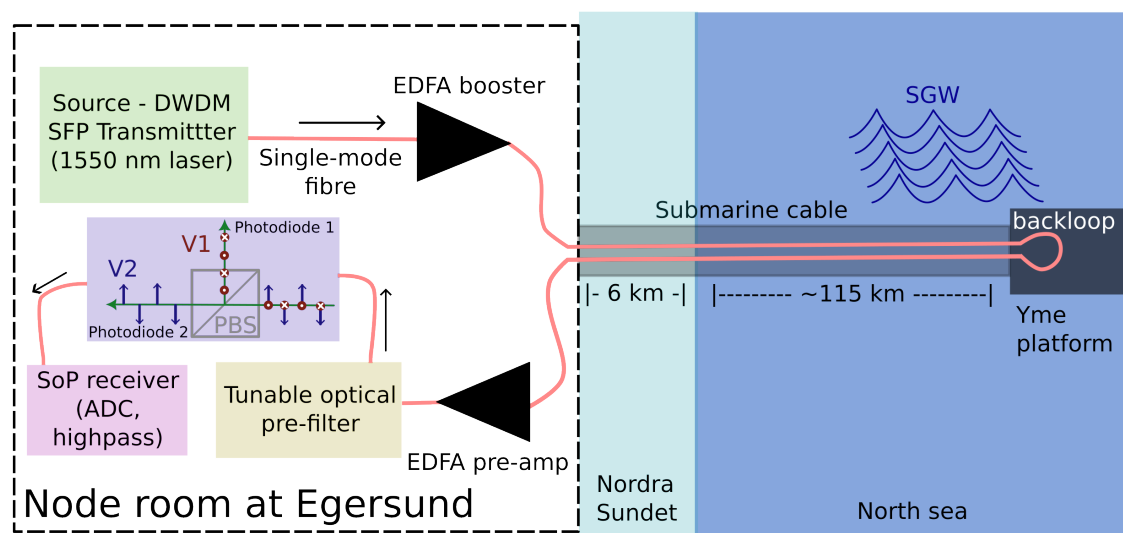 Source - DWDM
SFP Transmittter
(1550 nm laser)
EDFA booster
Single-mode
fibre
SGW
Submarine cable
backloop
|- 6 km -|
|--------- ~115 km ---------|
Yme
platform
Photodiode 1
V1
V2
Photodiode 2
PBS
SoP receiver
(ADC,
highpass)
Tunable optical
pre-filter
EDFA pre-amp
Node room at Egersund
Nordra
Sundet
North sea